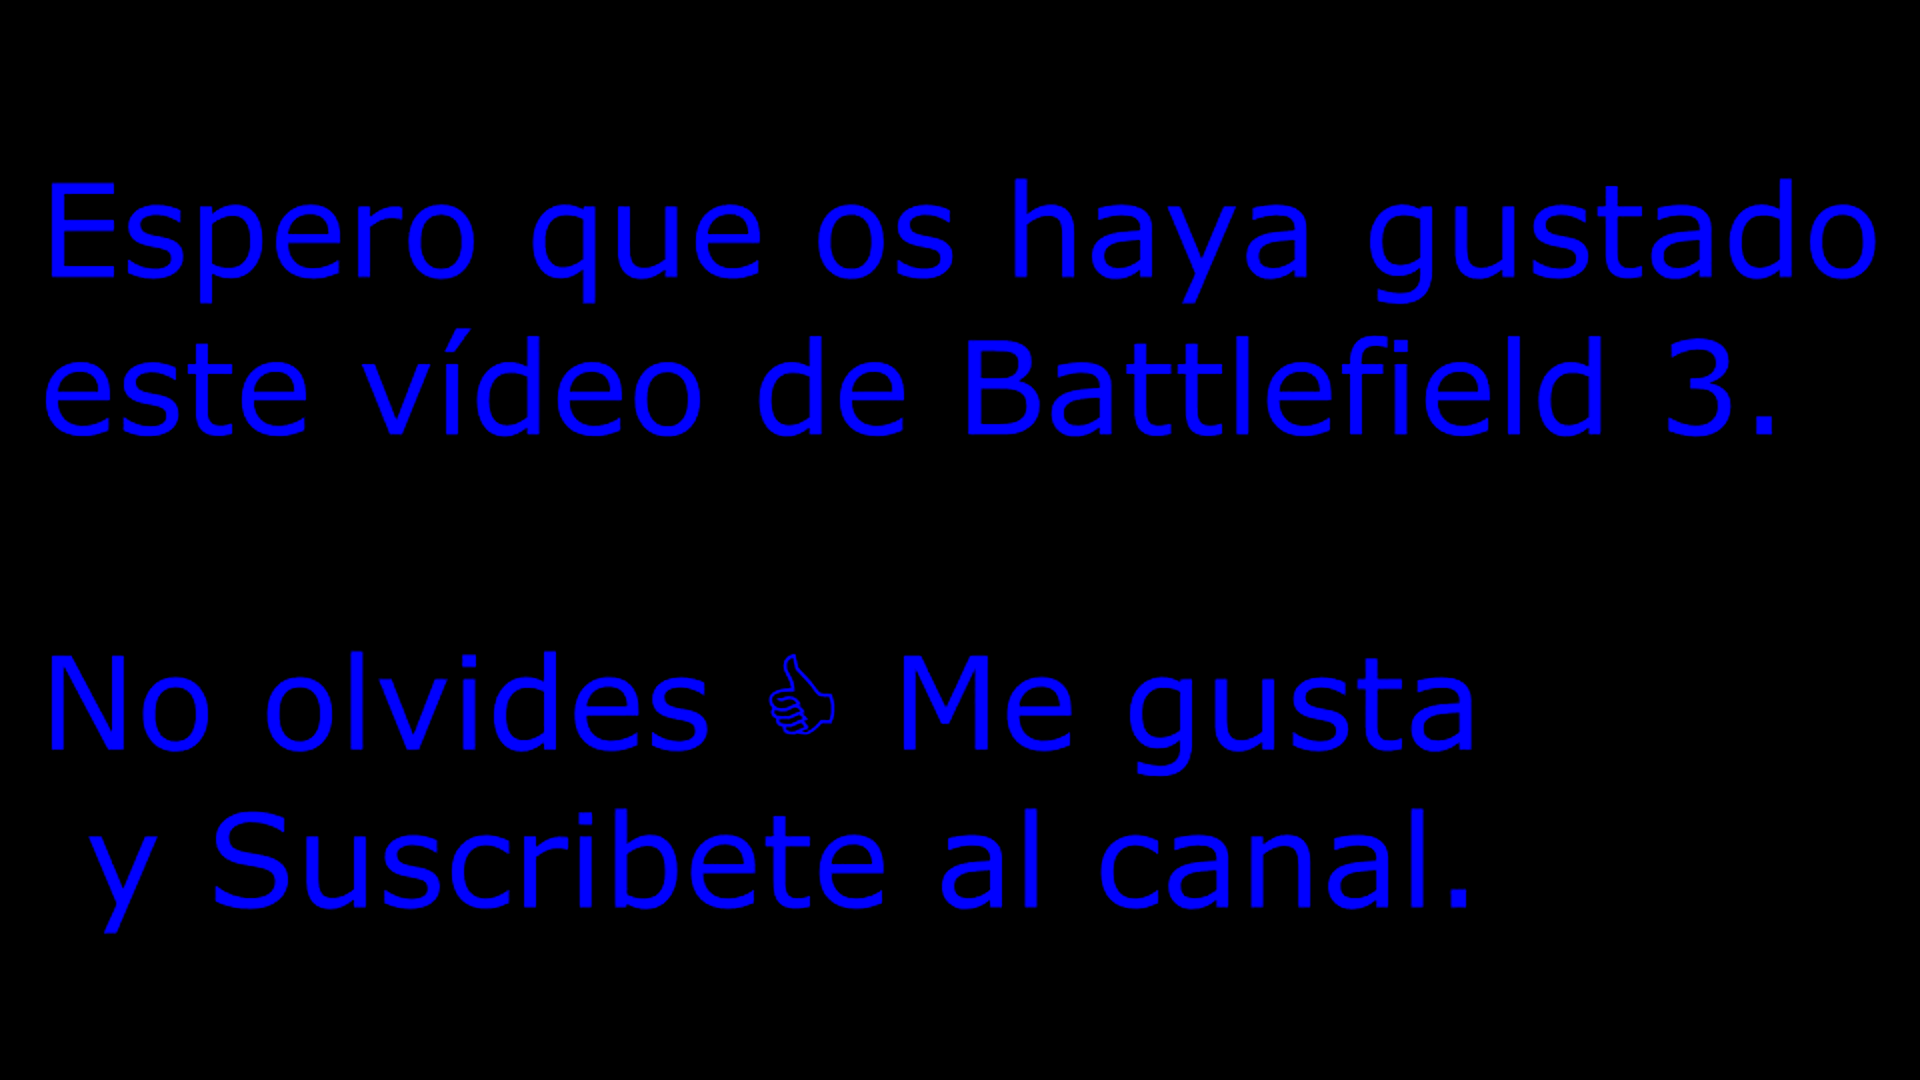 Espero que os haya gustado
este vídeo de Battlefield 3.
No olvides 👍 Me gusta
y Suscribete al canal.